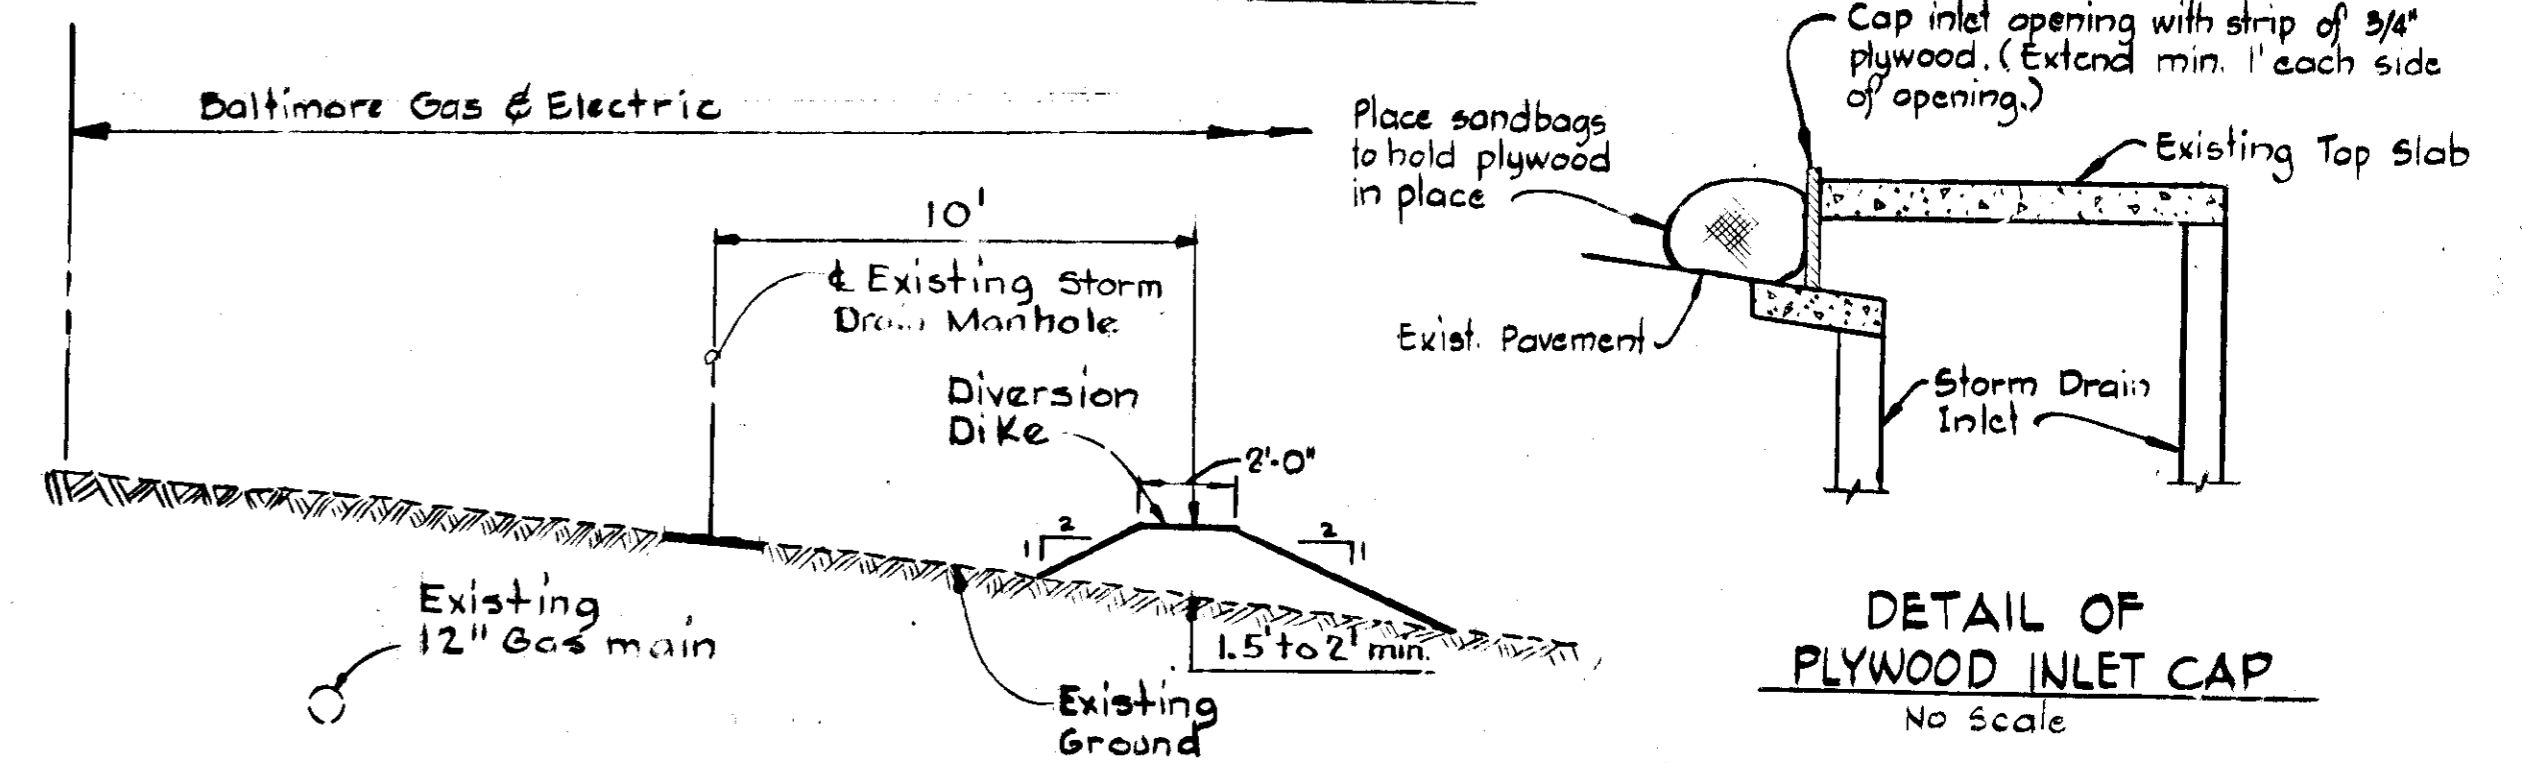 Baltimore Gas & Electric
10'
℄ Existing Storm
Drain Manhole
Diversion
Dike
2'-0"
2
1
2
1
1.5' to 2' min.
Existing
12" Gas main
Existing
Ground
Cap inlet opening with strip of 3/4"
plywood. (Extend min. 1' each side
of opening.)
Place sandbags
to hold plywood
in place
Existing Top Slab
Exist. Pavement
Storm Drain
Inlet
DETAIL OF
PLYWOOD INLET CAP
No Scale